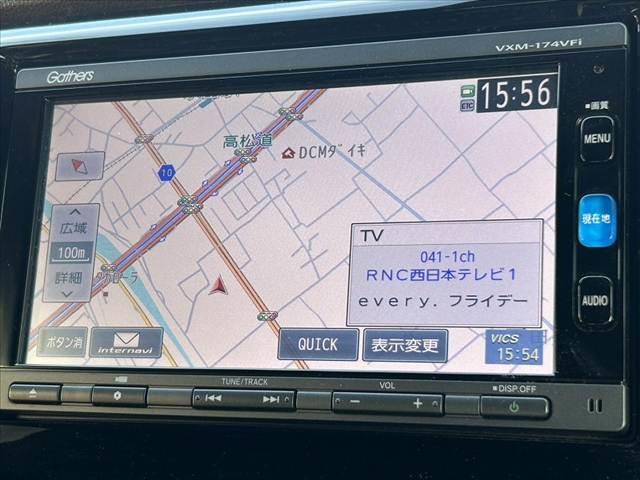 VXM-174VFi
Gathers
15:56
ETC
■画質
MENU
高松道
DCMダイキ
10
広域
100m
詳細
現在地
TV
041-1ch
RNC西日本テレビ1
every. フライデー
AUDIO
ボタン消
internavi
QUICK
表示変更
VICS
15:54
TUNE/TRACK
VOL
■DISP.OFF